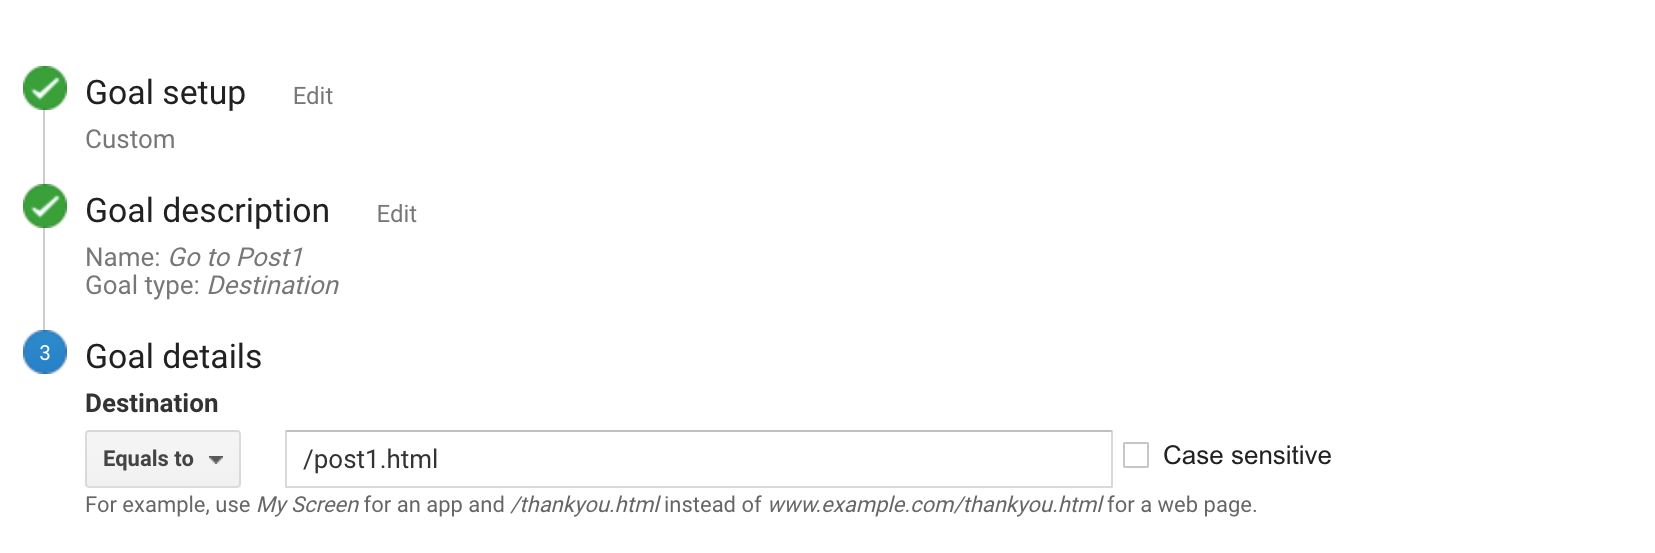 Goal setup Edit
Custom
Goal description Edit
Name: Go to Post1
Goal type: Destination
3 Goal details
Destination
Equals to /post1.html Case sensitive
For example, use My Screen for an app and /thankyou.html instead of www.example.com/thankyou.html for a web page.